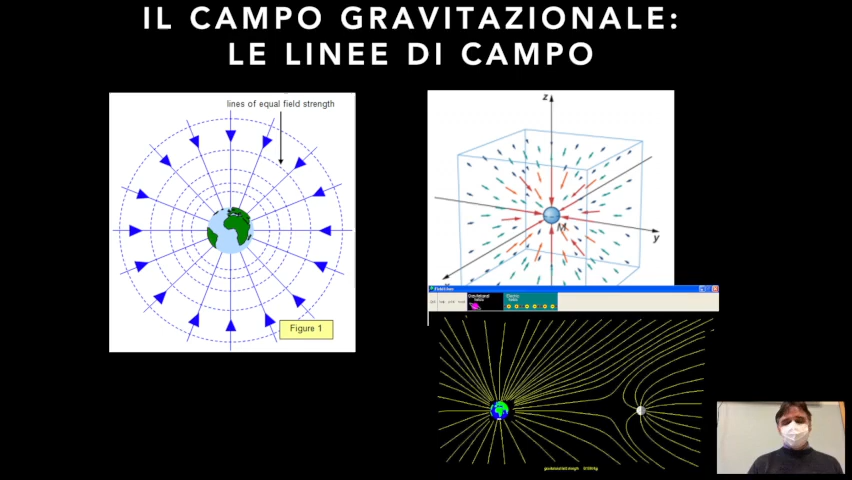 IL CAMPO GRAVITAZIONALE:
LE LINEE DI CAMPO
lines of equal field strength
Figure 1
z
M
y